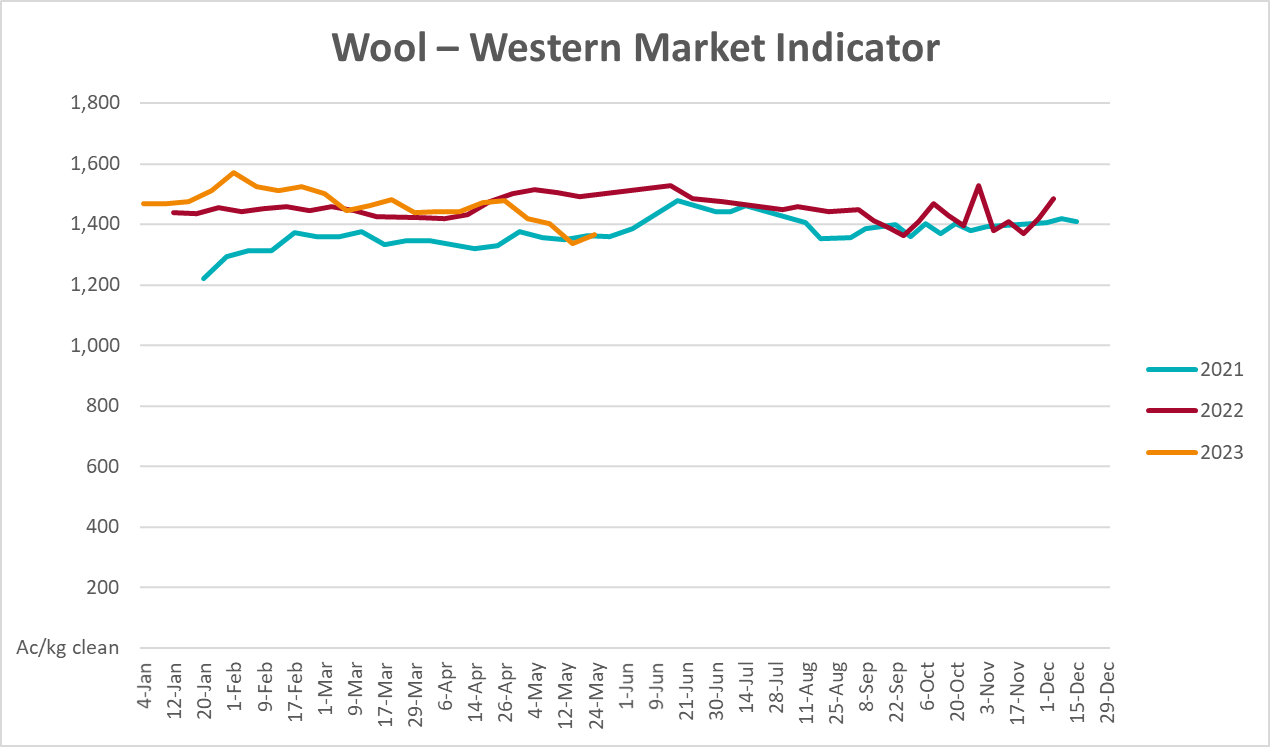 Wool – Western Market Indicator
1,800
1,600
1,400
1,200
1,000
800
600
400
200
Ac/kg clean
4-Jan
12-Jan
20-Jan
1-Feb
9-Feb
17-Feb
1-Mar
9-Mar
17-Mar
29-Mar
6-Apr
14-Apr
26-Apr
4-May
12-May
24-May
1-Jun
9-Jun
21-Jun
30-Jun
14-Jul
28-Jul
11-Aug
25-Aug
8-Sep
22-Sep
6-Oct
20-Oct
3-Nov
17-Nov
1-Dec
15-Dec
29-Dec
2021
2022
2023